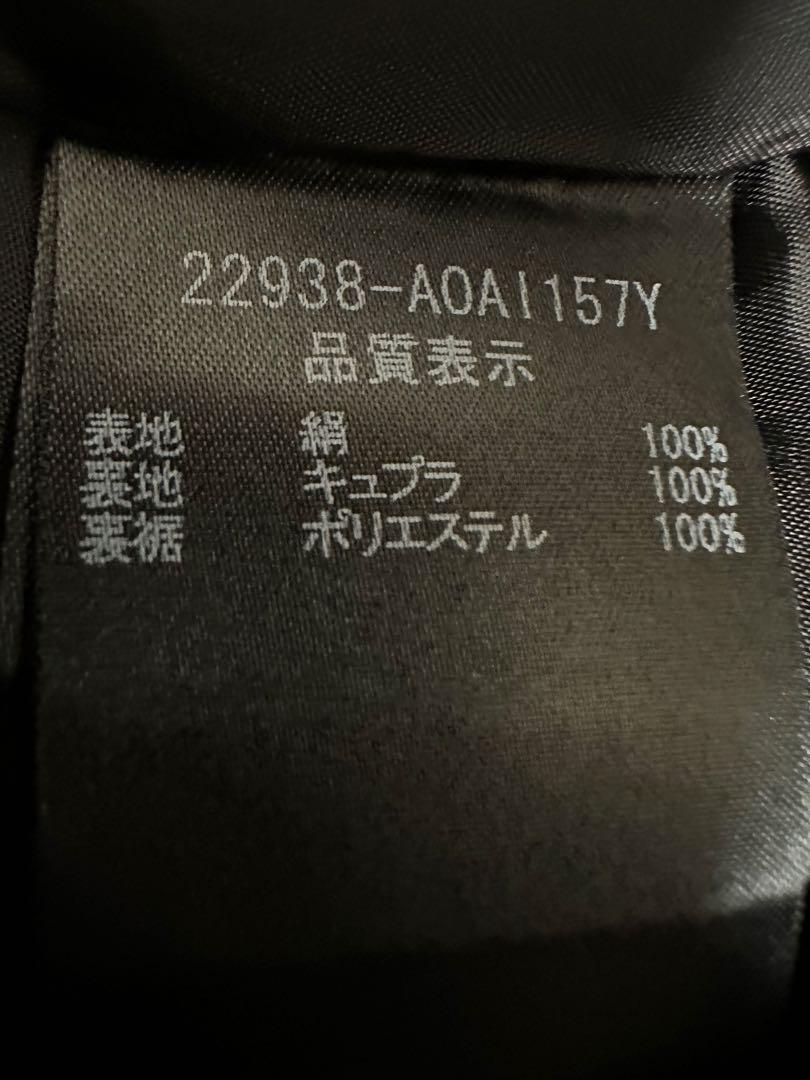 22938-A0AI157Y
品質表示
表地 絹 100%
裏地 キュプラ 100%
裏裾 ポリエステル 100%